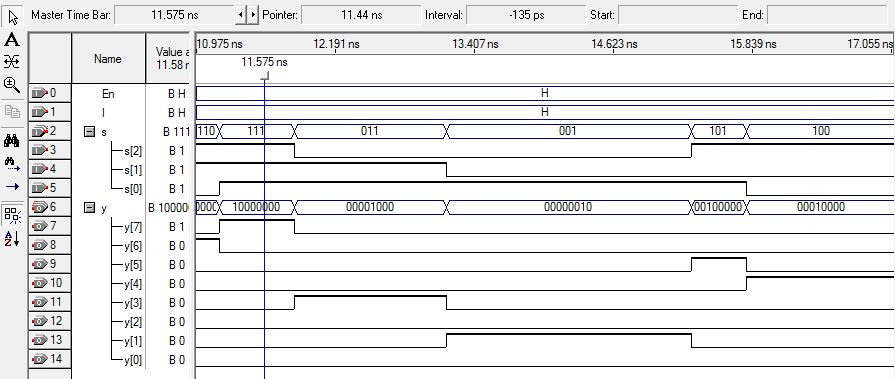 Master Time Bar: 11.575 ns Pointer: 11.44 ns Interval: -135 ps Start: End:
A
Name Value a 11.58 n
10.975 ns 12.191 ns 13.407 ns 14.623 ns 15.839 ns 17.055 ns
11.575 ns
0 En B H H
1 I B H H
2 s B 111 110 111 011 001 101 100
3 s[2] B 1
4 s[1] B 1
5 s[0] B 1
6 y B 10000 10000000 00001000 00000010 00100000 00010000
7 y[7] B 1
8 y[6] B 0
9 y[5] B 0
10 y[4] B 0
11 y[3] B 0
12 y[2] B 0
13 y[1] B 0
14 y[0] B 0
A
Z